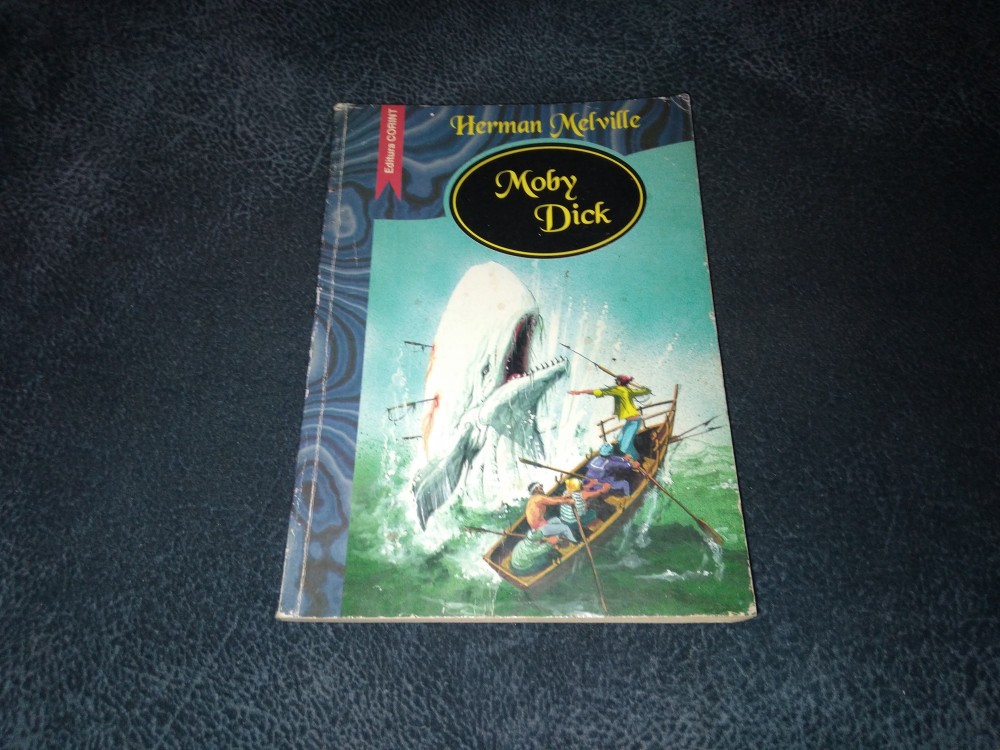 Editura CORINT
Herman Melville
Moby
Dick